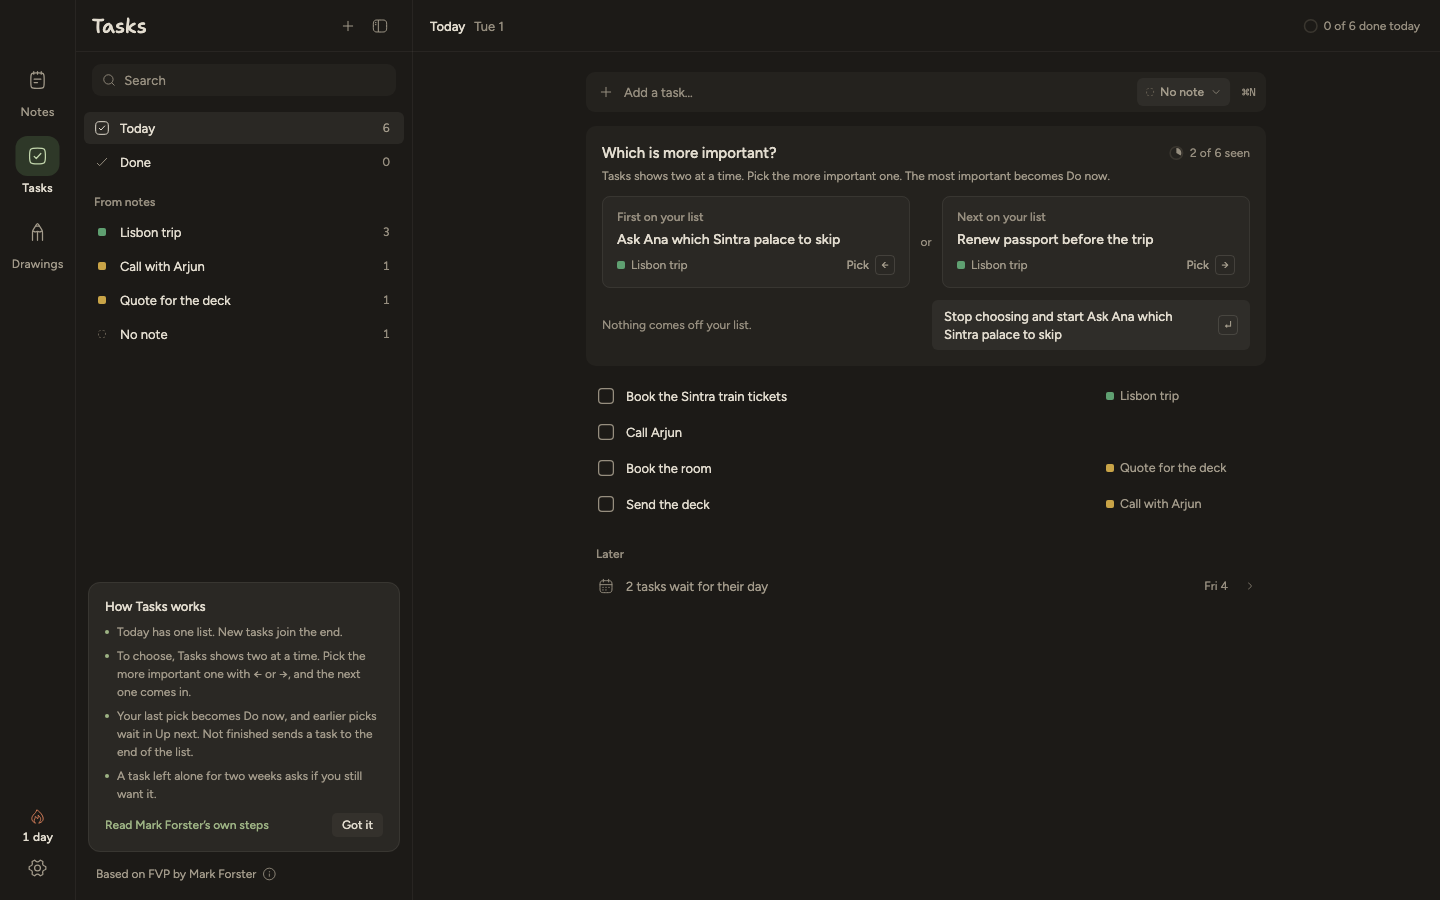 Tasks
Today Tue 1
0 of 6 done today
Notes
Tasks
Drawings
1 day
Search
Today 6
Done 0
From notes
Lisbon trip 3
Call with Arjun 1
Quote for the deck 1
No note 1
How Tasks works
• Today has one list. New tasks join the end.
• To choose, Tasks shows two at a time. Pick the
more important one with ← or →, and the next
one comes in.
• Your last pick becomes Do now, and earlier picks
wait in Up next. Not finished sends a task to the
end of the list.
• A task left alone for two weeks asks if you still
want it.
Read Mark Forster's own steps
Got it
Based on FVP by Mark Forster
Add a task...
No note
⌘N
Which is more important?
2 of 6 seen
Tasks shows two at a time. Pick the more important one. The most important becomes Do now.
First on your list
Ask Ana which Sintra palace to skip
Lisbon trip
Pick ←
or
Next on your list
Renew passport before the trip
Lisbon trip
Pick →
Nothing comes off your list.
Stop choosing and start Ask Ana which
Sintra palace to skip
Book the Sintra train tickets Lisbon trip
Call Arjun
Book the room Quote for the deck
Send the deck Call with Arjun
Later
2 tasks wait for their day Fri 4